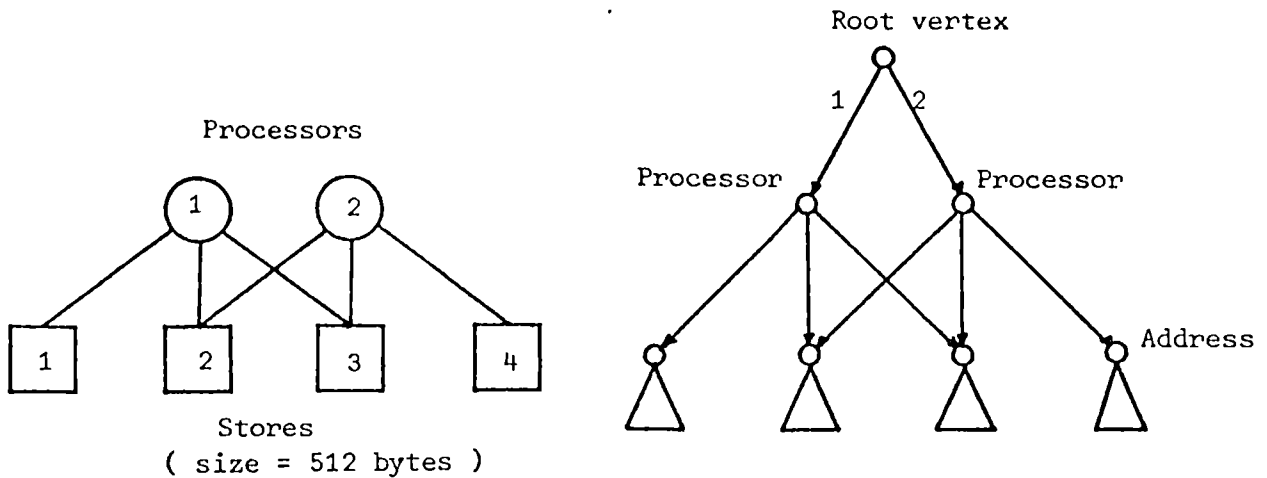 Processors
1
2
1
2
3
4
Stores
( size = 512 bytes )
Root vertex
1
2
Processor
Processor
Address